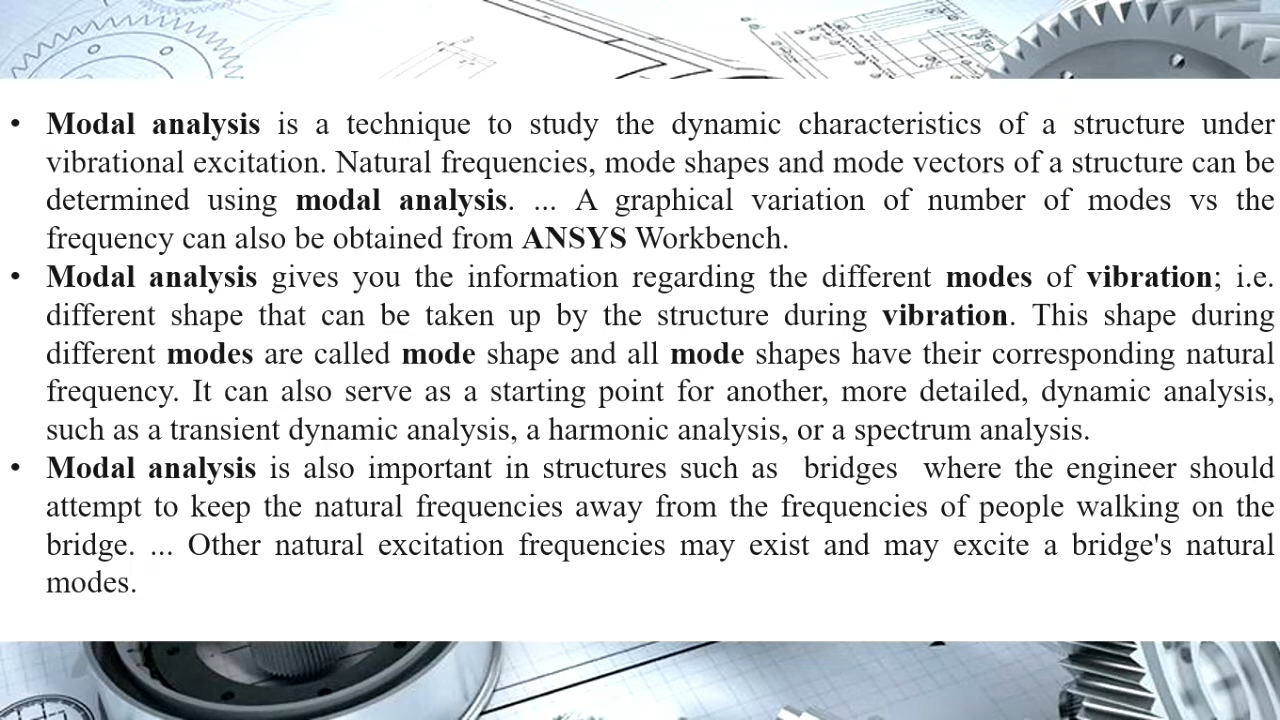 • Modal analysis is a technique to study the dynamic characteristics of a structure under
vibrational excitation. Natural frequencies, mode shapes and mode vectors of a structure can be
determined using modal analysis. ... A graphical variation of number of modes vs the
frequency can also be obtained from ANSYS Workbench.
• Modal analysis gives you the information regarding the different modes of vibration; i.e.
different shape that can be taken up by the structure during vibration. This shape during
different modes are called mode shape and all mode shapes have their corresponding natural
frequency. It can also serve as a starting point for another, more detailed, dynamic analysis,
such as a transient dynamic analysis, a harmonic analysis, or a spectrum analysis.
• Modal analysis is also important in structures such as bridges where the engineer should
attempt to keep the natural frequencies away from the frequencies of people walking on the
bridge. ... Other natural excitation frequencies may exist and may excite a bridge's natural
modes.